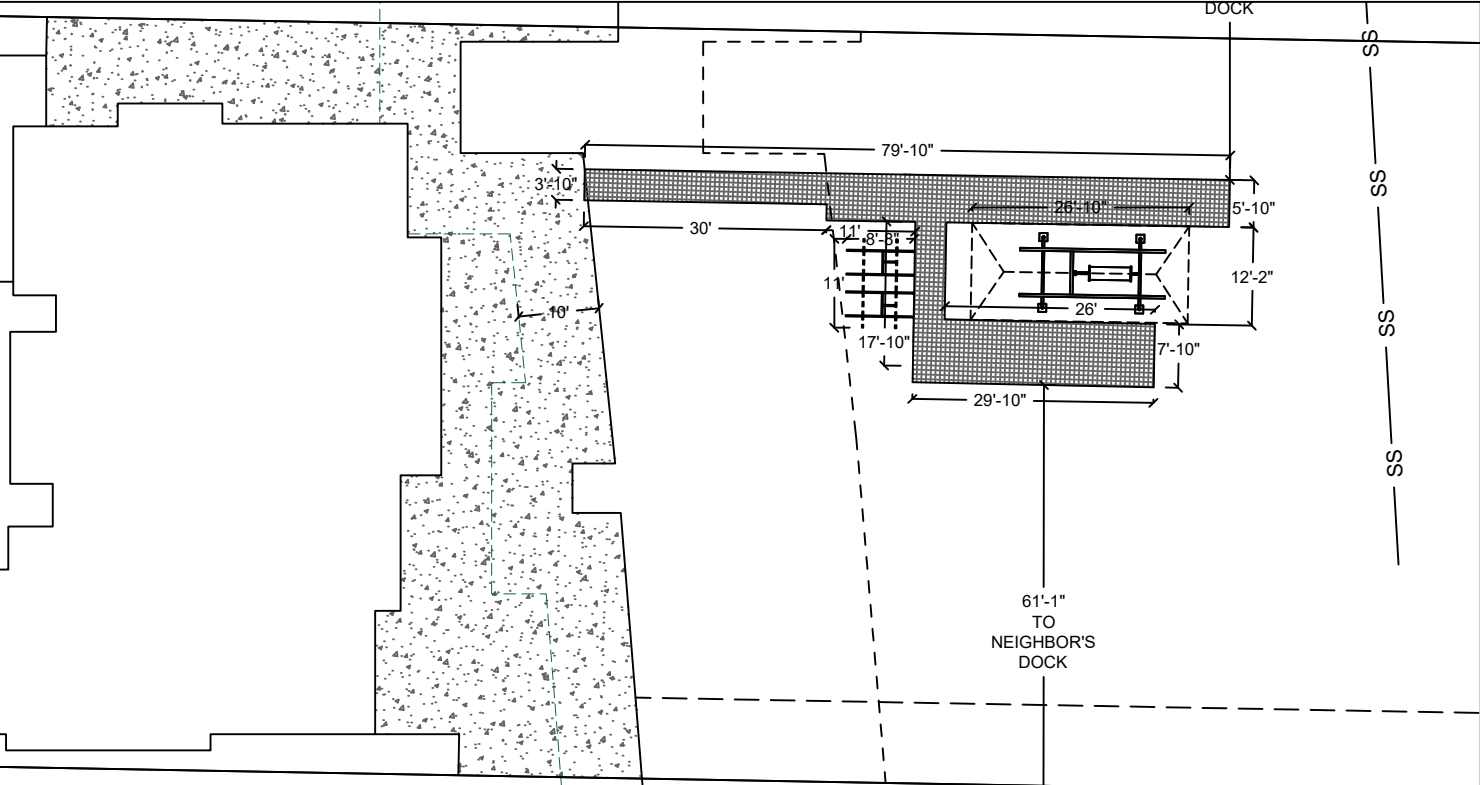 DOCK
SS
79'-10"
3'-10"
SS
26'-10"
5'-10"
30'
11'
8'-8"
12'-2"
11'
10'
26'
SS
17'-10"
7'-10"
29'-10"
SS
61'-1"
TO
NEIGHBOR'S
DOCK